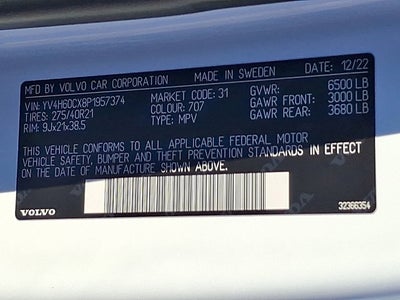 MFD BY VOLVO CAR CORPORATION MADE IN SWEDEN DATE: 12/22
VIN: YV4H60CX8P1957374 MARKET CODE: 31 GVWR: 6500 LB
TIRES: 275/40R21 COLOUR: 707 GAWR FRONT: 3000 LB
RIM: 9Jx21x38.5 TYPE: MPV GAWR REAR: 3680 LB
THIS VEHICLE CONFORMS TO ALL APPLICABLE FEDERAL MOTOR
VEHICLE SAFETY, BUMPER AND THEFT PREVENTION STANDARDS IN EFFECT
ON THE DATE OF MANUFACTURE SHOWN ABOVE.
VOLVO 32366354